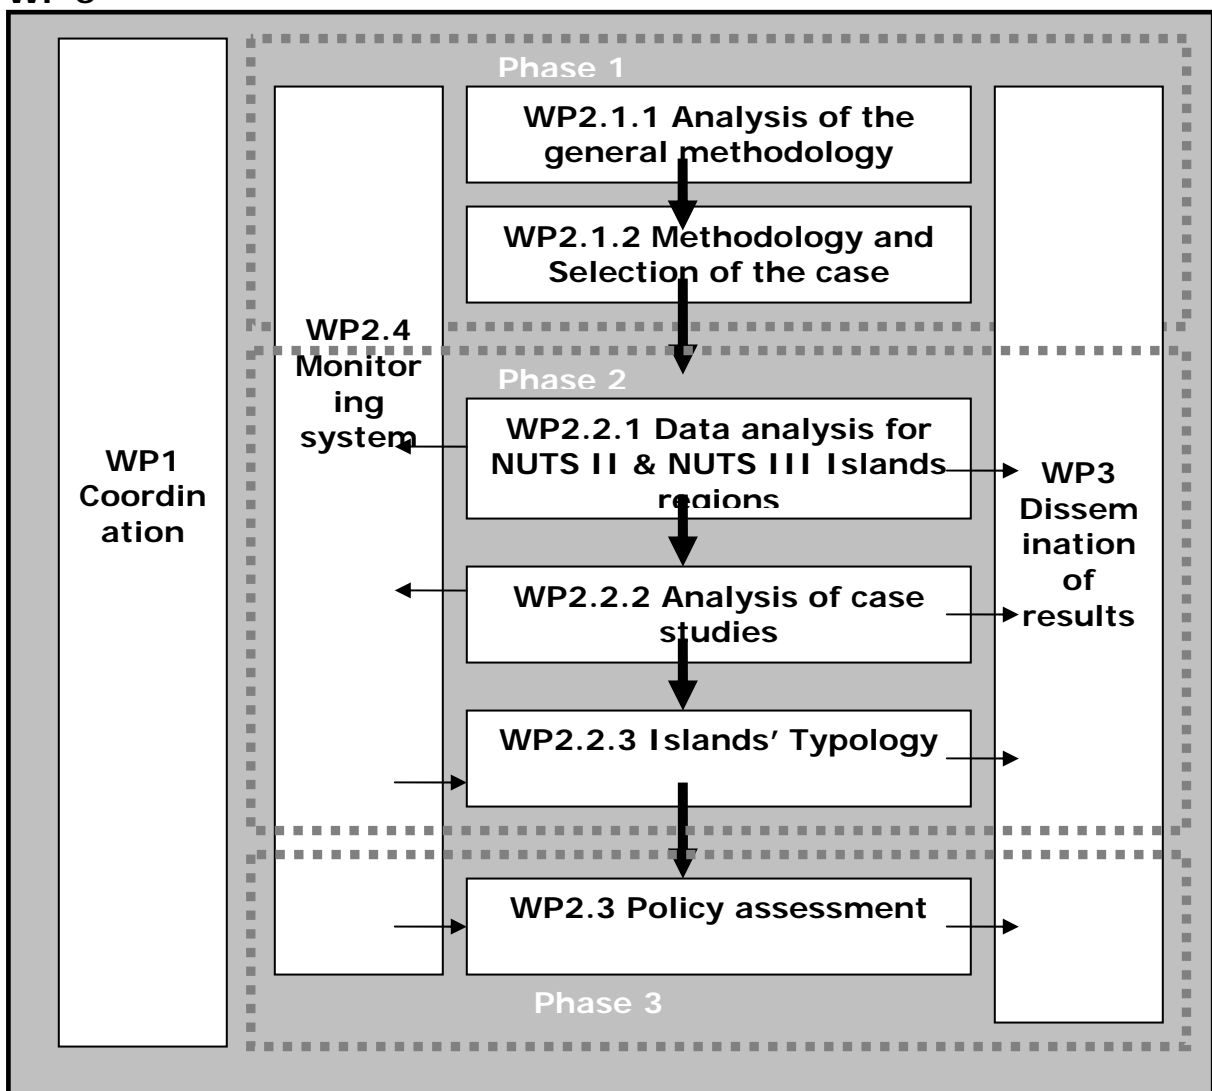 Phase 1
WP2.1.1 Analysis of the
general methodology
WP2.1.2 Methodology and
Selection of the case
WP2.4
Monitor
ing
system
Phase 2
WP2.2.1 Data analysis for
NUTS II & NUTS III Islands
regions
WP1
Coordin
ation
WP3
Dissem
ination
of
results
WP2.2.2 Analysis of case
studies
WP2.2.3 Islands’ Typology
WP2.3 Policy assessment
Phase 3